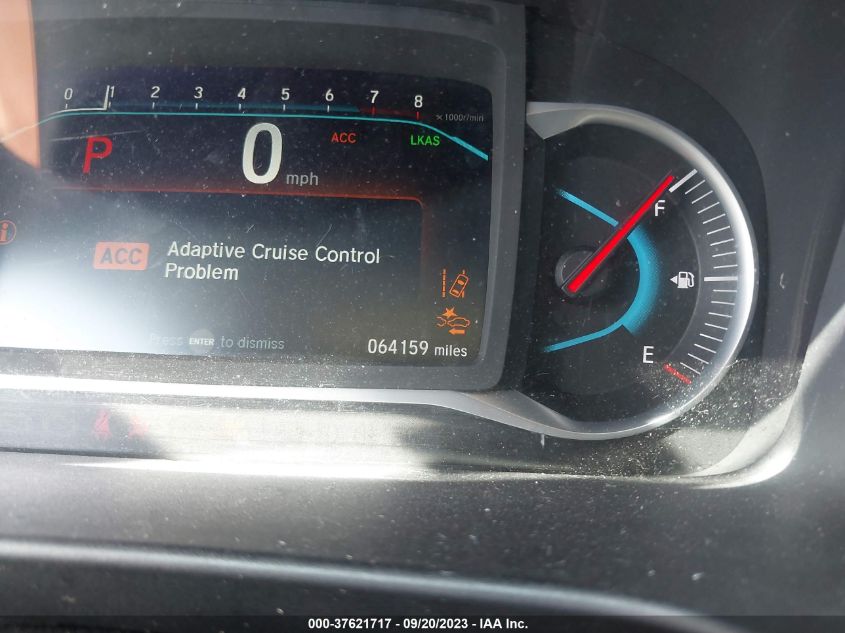 0 1 2 3 4 5 6 7 8
×1000r/min
P 0 mph ACC LKAS
F
ACC Adaptive Cruise Control
Problem
Press ENTER to dismiss
064159 miles
E
000-37621717 - 09/20/2023 - IAA Inc.